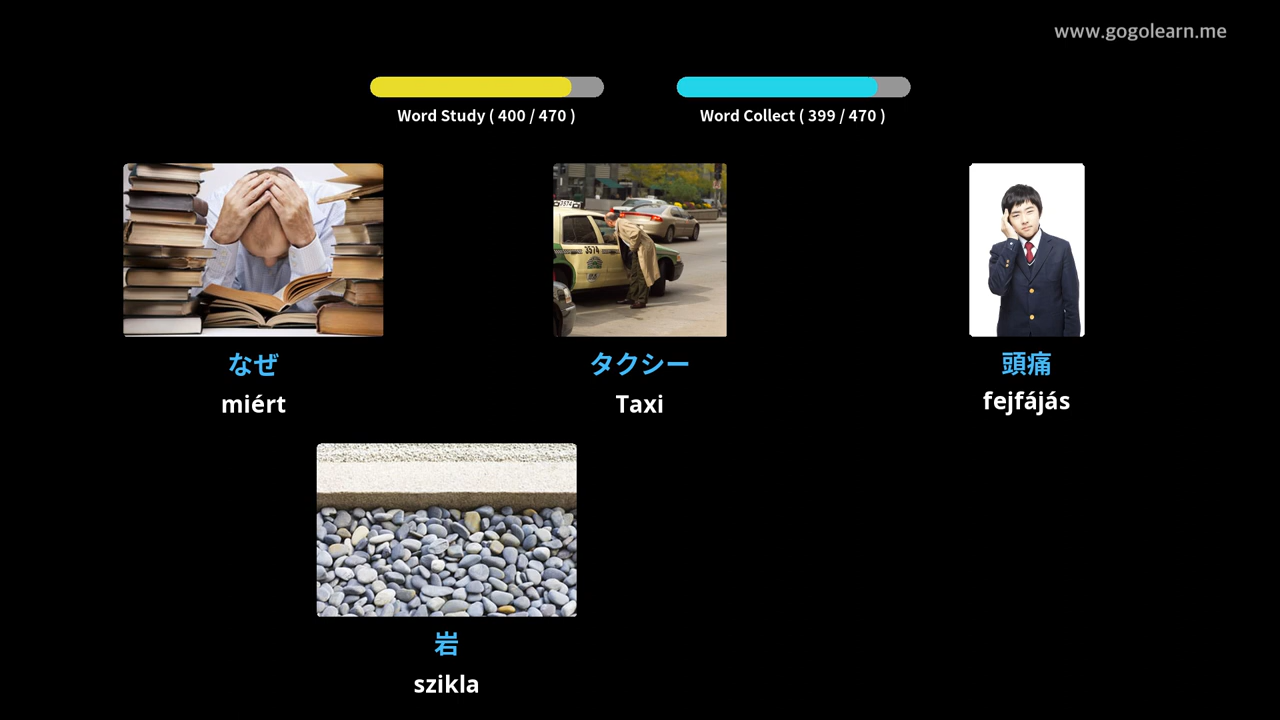 www.gogolearn.me
Word Study ( 400 / 470 )
Word Collect ( 399 / 470 )
3574
なぜ
タクシー
頭痛
miért
Taxi
fejfájás
岩
szikla